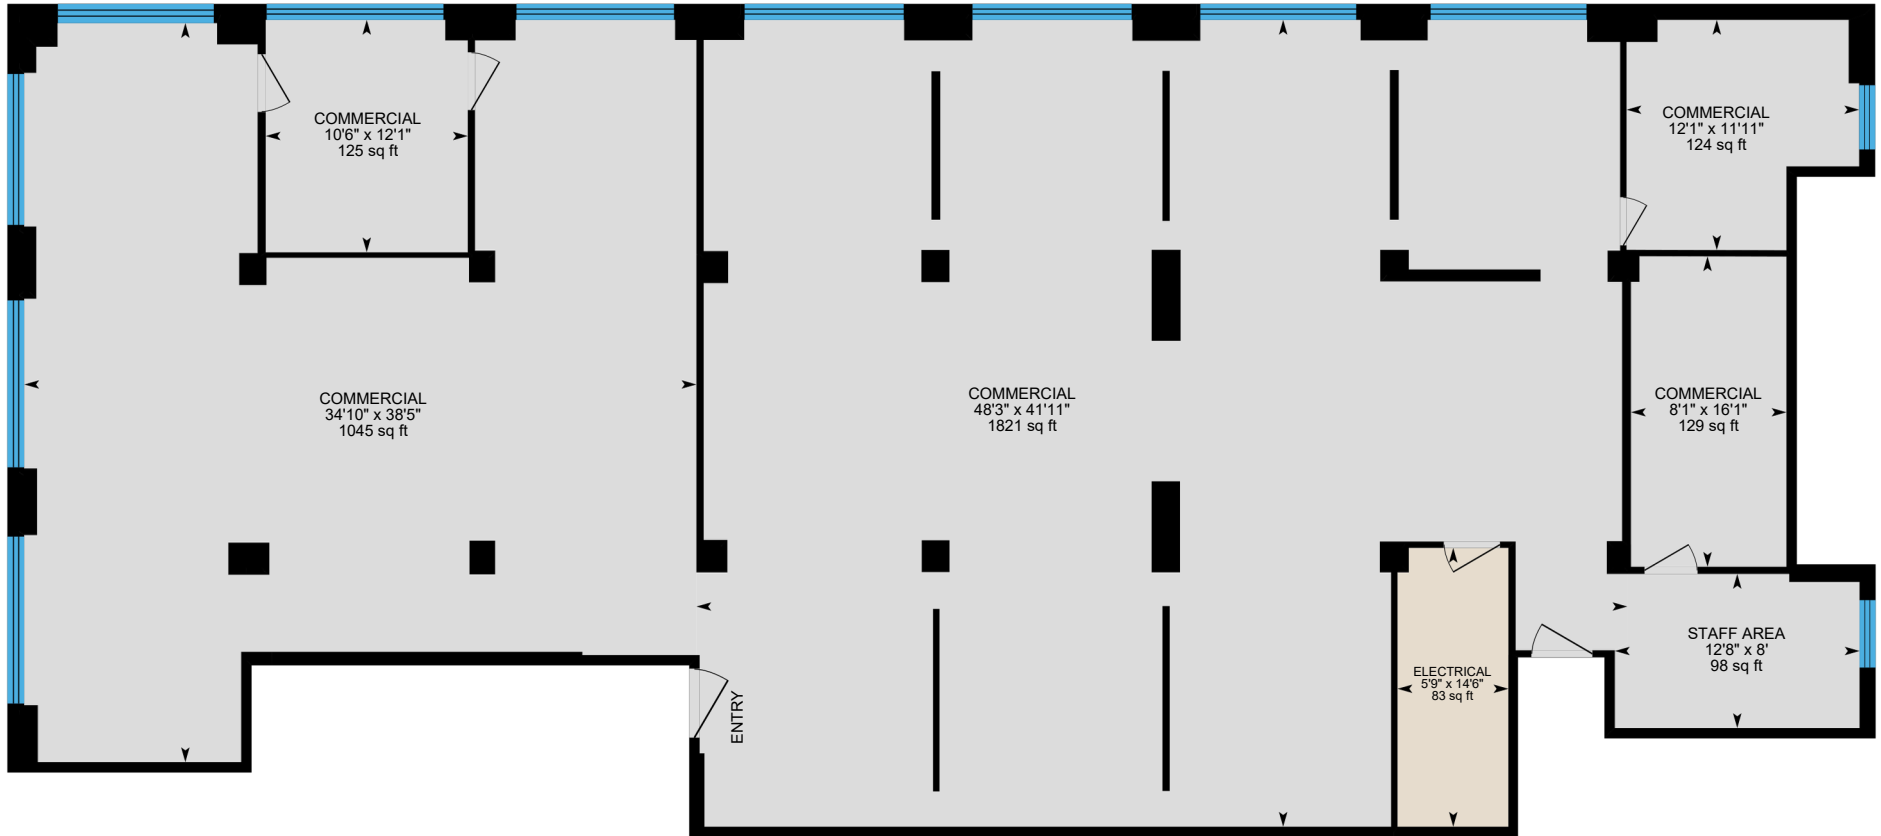 COMMERCIAL
10'6" x 12'1"
125 sq ft
COMMERCIAL
12'1" x 11'11"
124 sq ft
COMMERCIAL
34'10" x 38'5"
1045 sq ft
COMMERCIAL
48'3" x 41'11"
1821 sq ft
COMMERCIAL
8'1" x 16'1"
129 sq ft
STAFF AREA
12'8" x 8'
98 sq ft
ELECTRICAL
5'9" x 14'6"
83 sq ft
ENTRY